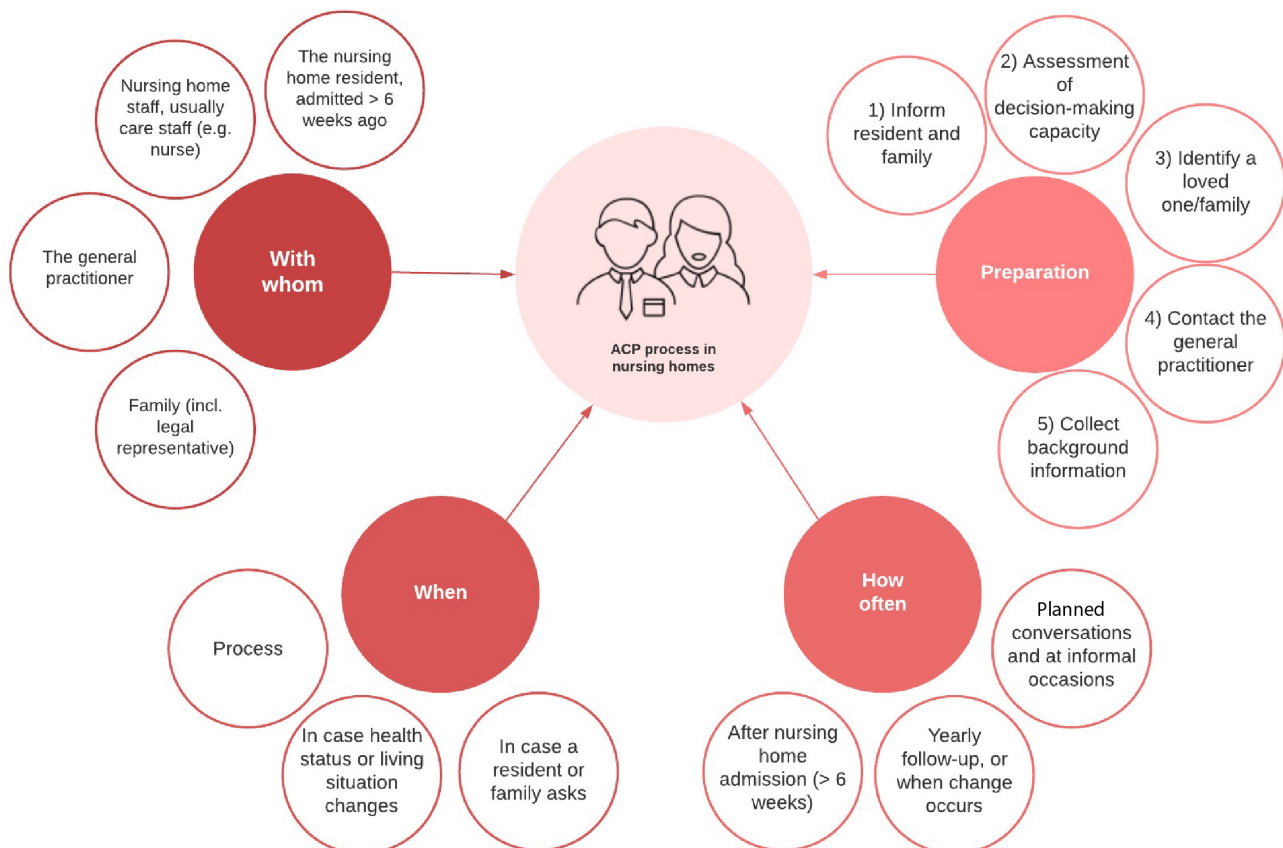 The nursing
home resident,
admitted > 6
weeks ago
Nursing home
staff, usually
care staff (e.g.
nurse)
The general
practitioner
Family (incl.
legal
representative)
With
whom
ACP process in
nursing homes
1) Inform
resident and
family
2) Assessment
of
decision-making
capacity
3) Identify a
loved
one/family
4) Contact the
general
practitioner
5) Collect
background
information
Preparation
When
Process
In case health
status or living
situation
changes
In case a
resident or
family asks
How
often
After nursing
home
admission (> 6
weeks)
Yearly
follow-up, or
when change
occurs
Planned
conversations
and at informal
occasions